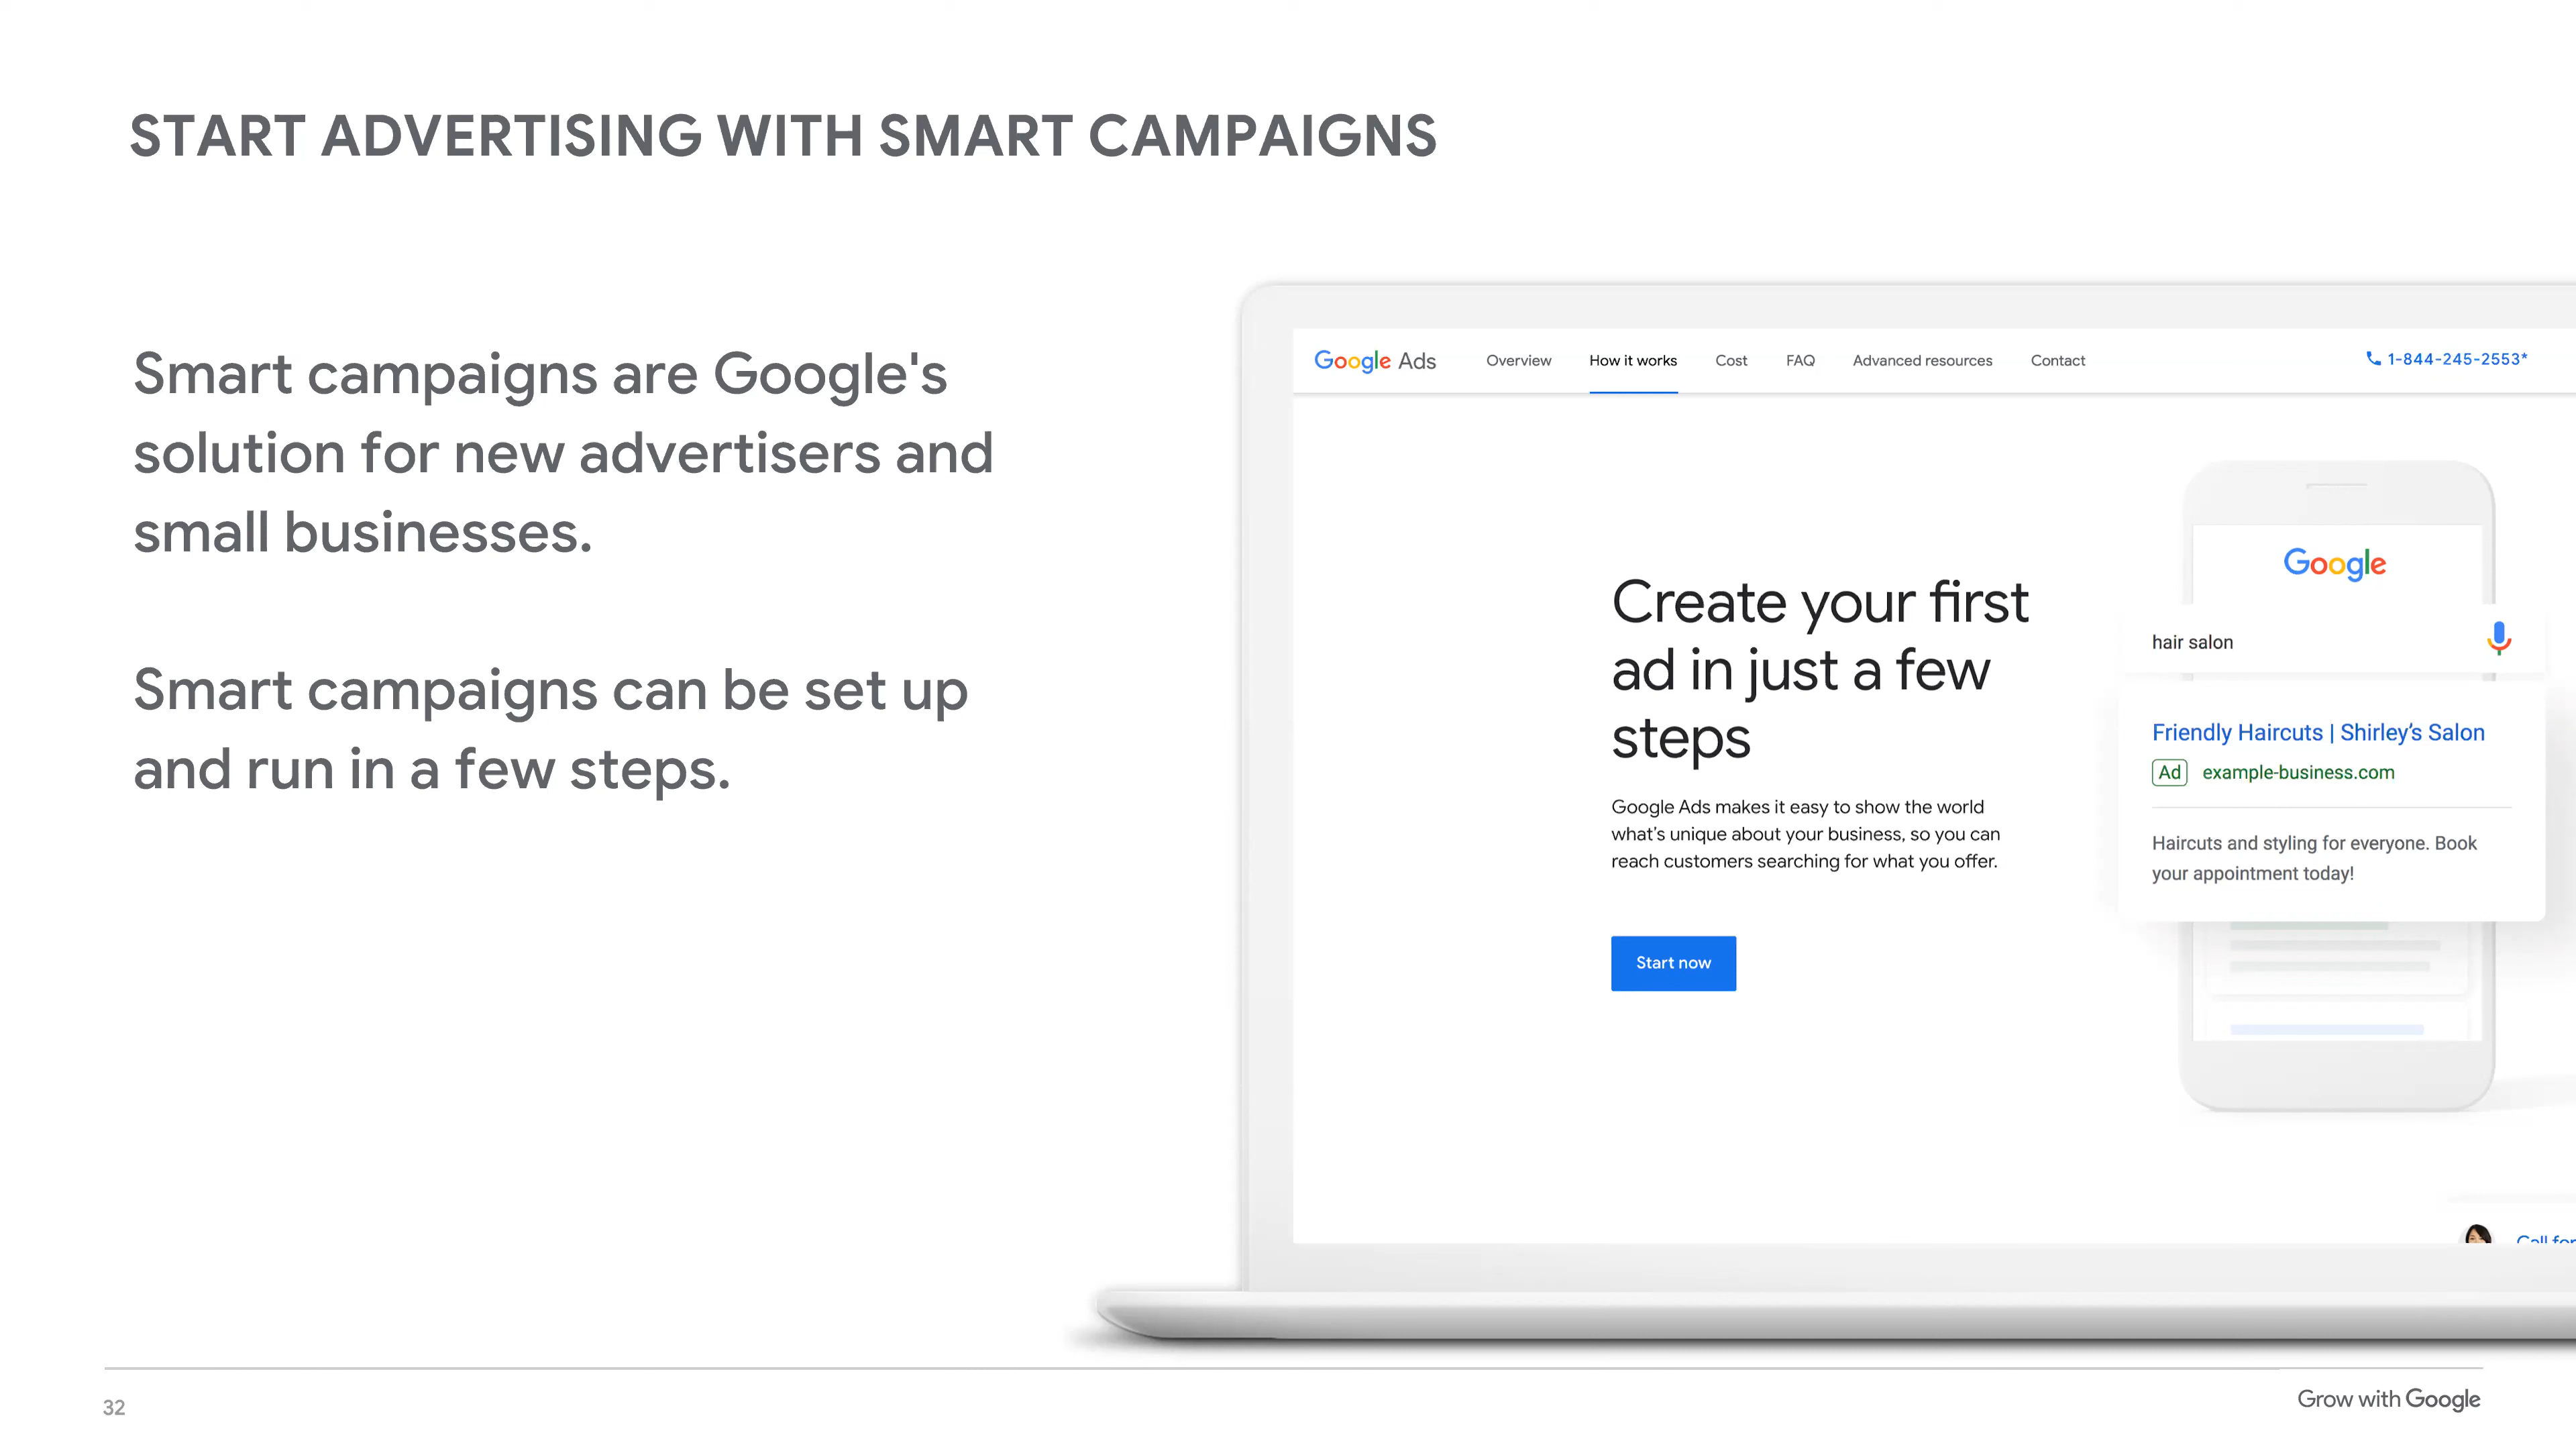 START ADVERTISING WITH SMART CAMPAIGNS
Smart campaigns are Google's
solution for new advertisers and
small businesses.
Smart campaigns can be set up
and run in a few steps.
Google Ads Overview How it works Cost FAQ Advanced resources Contact 1-844-245-2553*
Create your first
ad in just a few
steps
Google Ads makes it easy to show the world
what's unique about your business, so you can
reach customers searching for what you offer.
Start now
Google
hair salon
Friendly Haircuts | Shirley's Salon
Ad example-business.com
Haircuts and styling for everyone. Book
your appointment today!
Call for
32
Grow with Google